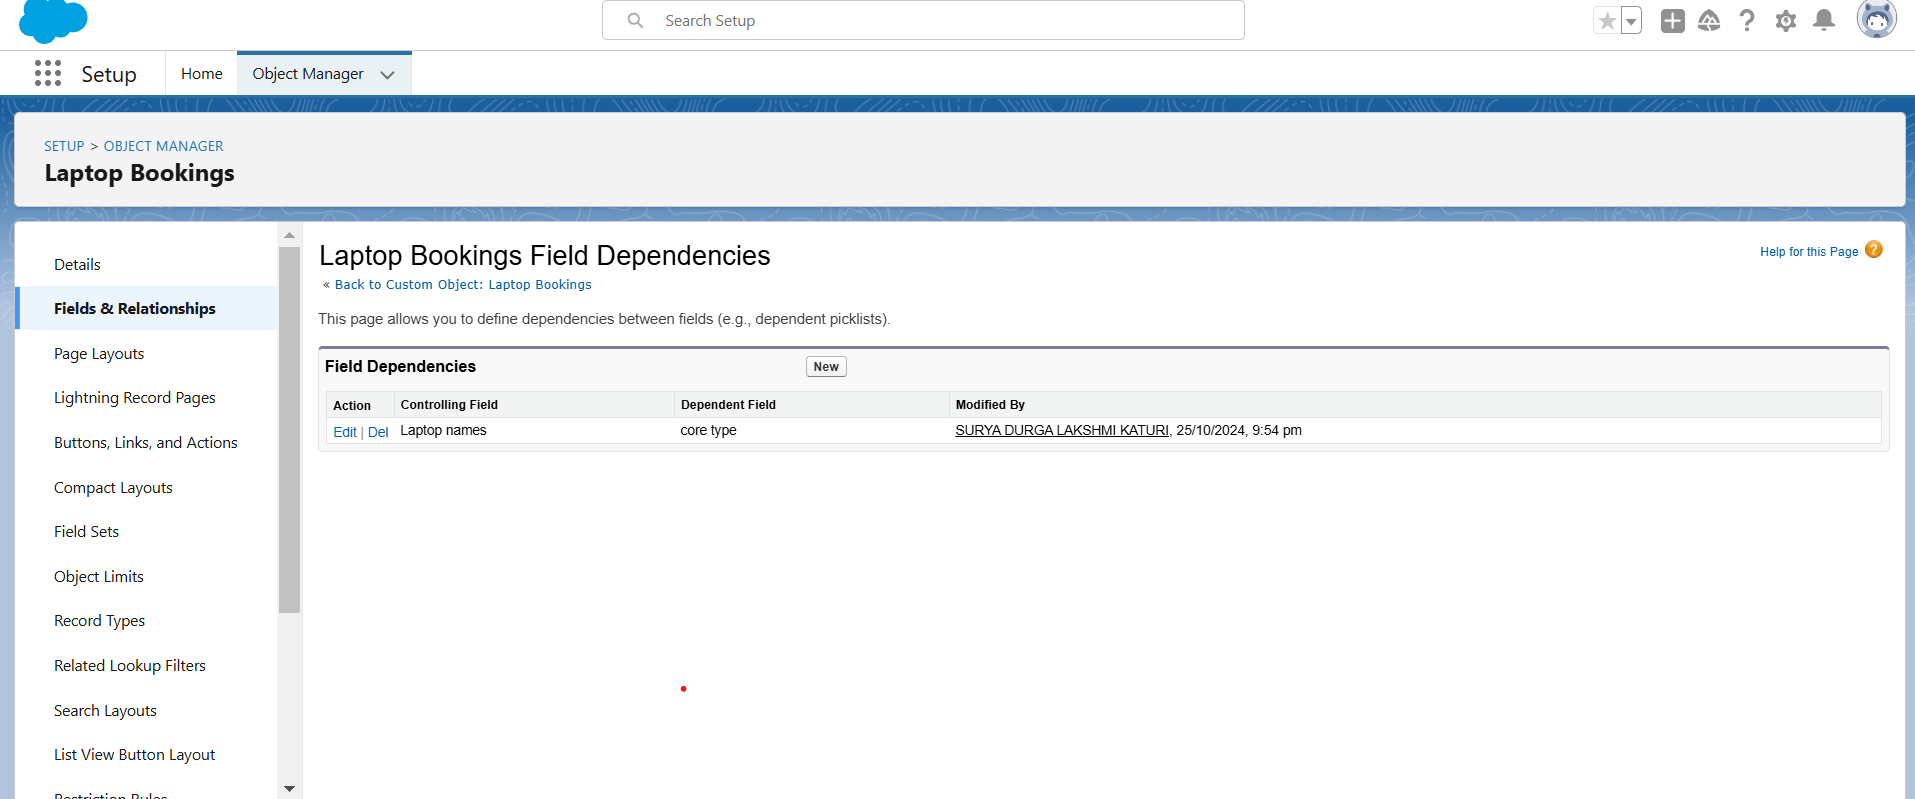 Search Setup
Setup
Home
Object Manager
SETUP > OBJECT MANAGER
Laptop Bookings
Details
Fields & Relationships
Page Layouts
Lightning Record Pages
Buttons, Links, and Actions
Compact Layouts
Field Sets
Object Limits
Record Types
Related Lookup Filters
Search Layouts
List View Button Layout
Restriction Rules
Laptop Bookings Field Dependencies
Help for this Page ?
« Back to Custom Object: Laptop Bookings
This page allows you to define dependencies between fields (e.g., dependent picklists).
Field Dependencies New
Action Controlling Field Dependent Field Modified By
Edit | Del Laptop names core type SURYA DURGA LAKSHMI KATURI, 25/10/2024, 9:54 pm